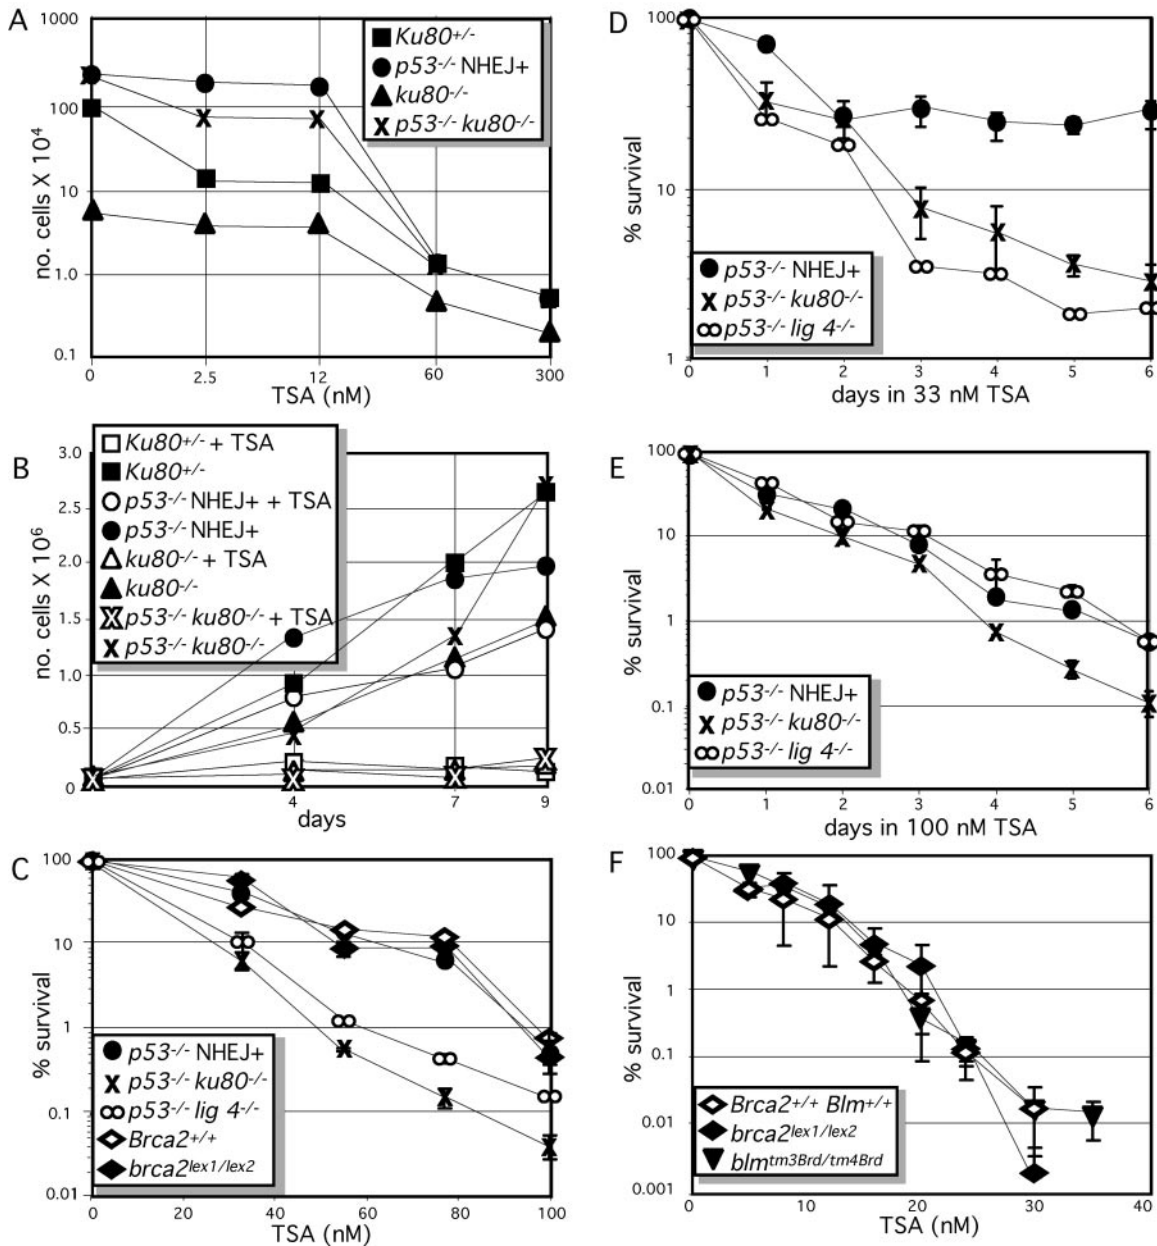 A
no. cells X 10⁴
1000
100
10
1.0
0.1
0 2.5 12 60 300
TSA (nM)
Ku80⁺/⁻
p53⁻/⁻ NHEJ+
ku80⁻/⁻
p53⁻/⁻ ku80⁻/⁻
D
% survival
100
10
1
0 1 2 3 4 5 6
days in 33 nM TSA
p53⁻/⁻ NHEJ+
p53⁻/⁻ ku80⁻/⁻
p53⁻/⁻ lig 4⁻/⁻
B
no. cells X 10⁶
3.0
2.5
2.0
1.5
1.0
0.5
0
4 7 9
days
Ku80⁺/⁻ + TSA
Ku80⁺/⁻
p53⁻/⁻ NHEJ+ + TSA
p53⁻/⁻ NHEJ+
ku80⁻/⁻ + TSA
ku80⁻/⁻
p53⁻/⁻ ku80⁻/⁻ + TSA
p53⁻/⁻ ku80⁻/⁻
E
% survival
100
10
1
0.1
0.01
0 1 2 3 4 5 6
days in 100 nM TSA
p53⁻/⁻ NHEJ+
p53⁻/⁻ ku80⁻/⁻
p53⁻/⁻ lig 4⁻/⁻
C
% survival
100
10
1
0.1
0.01
0 20 40 60 80 100
TSA (nM)
p53⁻/⁻ NHEJ+
p53⁻/⁻ ku80⁻/⁻
p53⁻/⁻ lig 4⁻/⁻
Brca2⁺/⁺
brca2ˡᵉˣ¹/ˡᵉˣ²
F
% survival
100
10
1
0.1
0.01
0.001
0 10 20 30 40
TSA (nM)
Brca2⁺/⁺ Blm⁺/⁺
brca2ˡᵉˣ¹/ˡᵉˣ²
blmᵗᵐ³ᴮʳᵈ/ᵗᵐ⁴ᴮʳᵈ